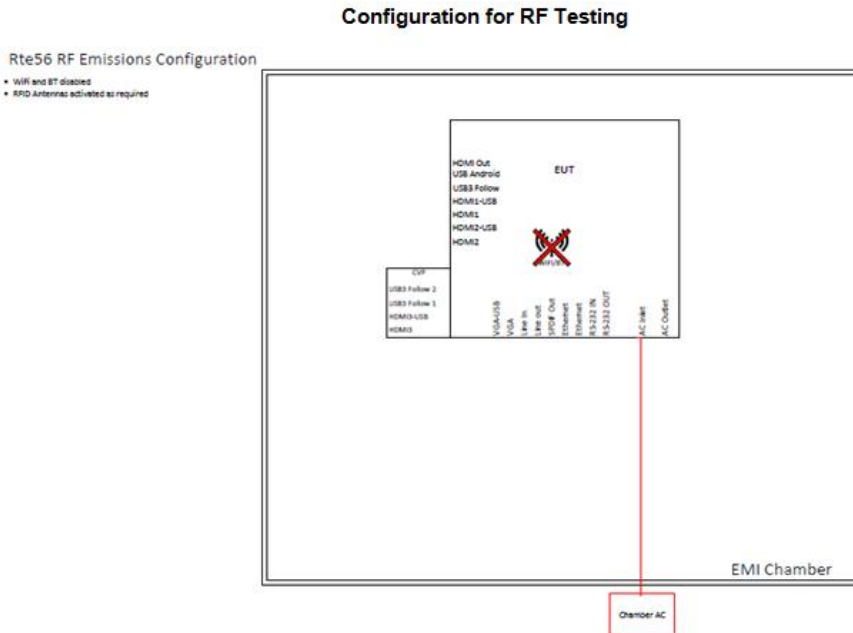 Configuration for RF Testing
Rte56 RF Emissions Configuration
• Wifi and BT disabled
• RFID Antennas activated as required
HDMI Out
USB Android
USB3 Follow
HDMI1-USB
HDMI1
HDMI2-USB
HDMI2
EUT
WIFI/BT
CVP
USB3 Follow 2
USB3 Follow 1
HDMI3-USB
HDMI3
VGA-USB
VGA
Line In
Line out
SPDIF Out
Ethernet
Ethernet
RS-232 IN
RS-232 OUT
AC Inlet
AC Outlet
EMI Chamber
Chamber AC